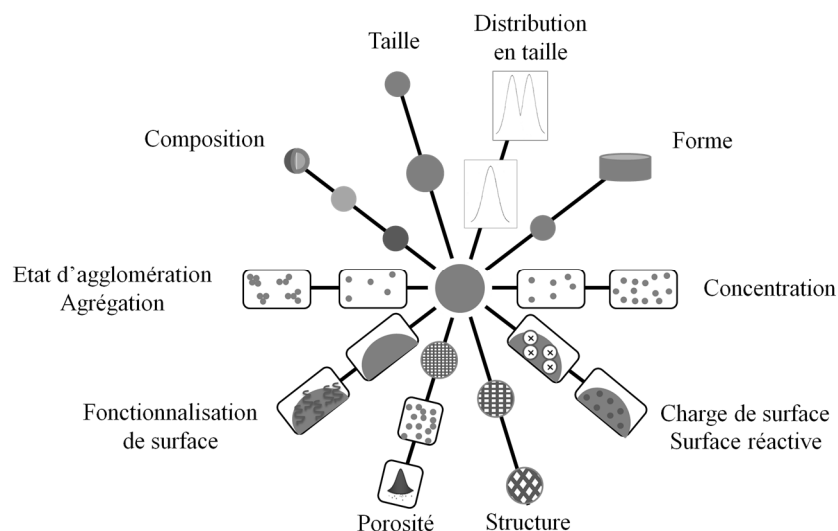 Distribution
en taille
Taille
Composition
Forme
Etat d’agglomération
Agrégation
Concentration
Fonctionnalisation
de surface
Charge de surface
Surface réactive
Porosité
Structure